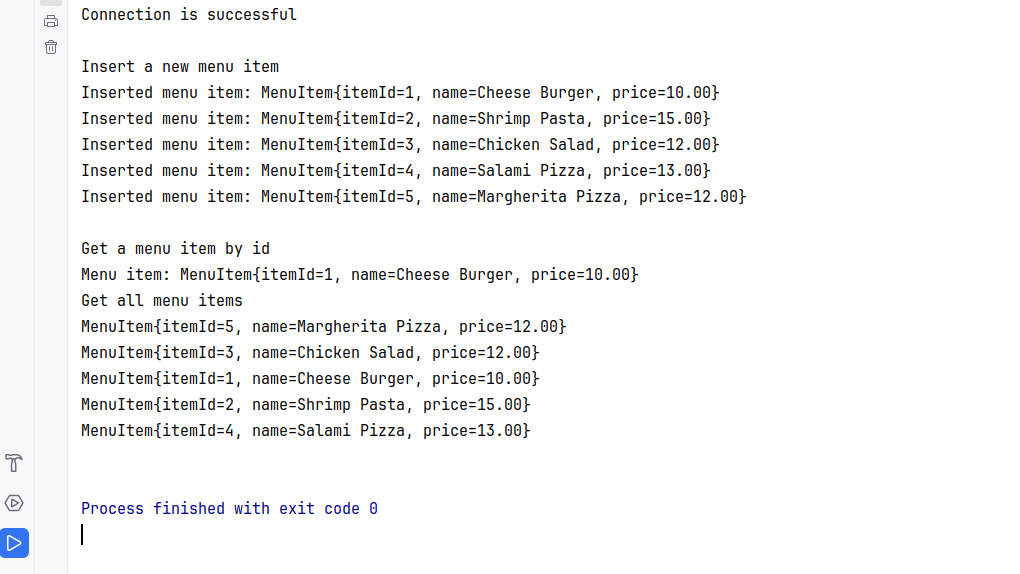 Connection is successful
Insert a new menu item
Inserted menu item: MenuItem{itemId=1, name=Cheese Burger, price=10.00}
Inserted menu item: MenuItem{itemId=2, name=Shrimp Pasta, price=15.00}
Inserted menu item: MenuItem{itemId=3, name=Chicken Salad, price=12.00}
Inserted menu item: MenuItem{itemId=4, name=Salami Pizza, price=13.00}
Inserted menu item: MenuItem{itemId=5, name=Margherita Pizza, price=12.00}
Get a menu item by id
Menu item: MenuItem{itemId=1, name=Cheese Burger, price=10.00}
Get all menu items
MenuItem{itemId=5, name=Margherita Pizza, price=12.00}
MenuItem{itemId=3, name=Chicken Salad, price=12.00}
MenuItem{itemId=1, name=Cheese Burger, price=10.00}
MenuItem{itemId=2, name=Shrimp Pasta, price=15.00}
MenuItem{itemId=4, name=Salami Pizza, price=13.00}
Process finished with exit code 0